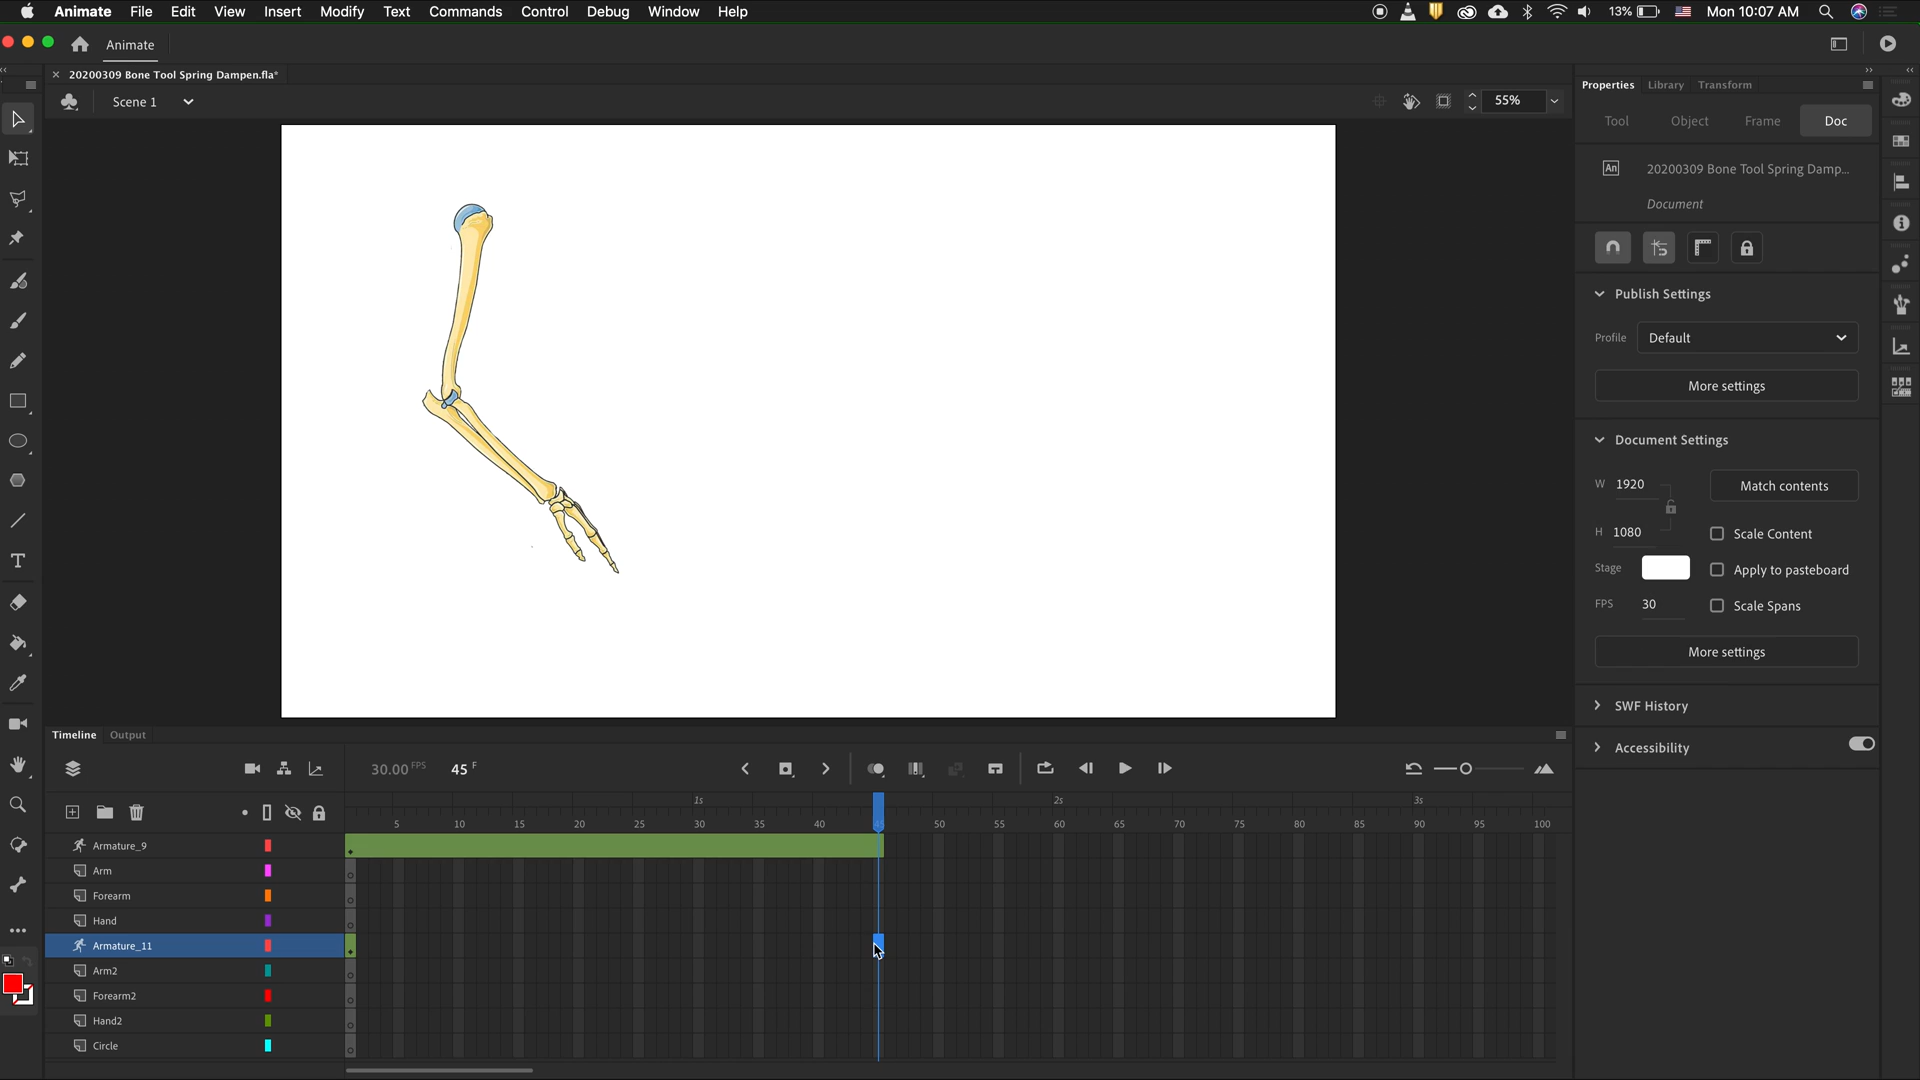 Animate File Edit View Insert Modify Text Commands Control Debug Window Help 13% Mon 10:07 AM
Animate
20200309 Bone Tool Spring Dampen.fla*
Scene 1 55%
Properties Library Transform
Tool Object Frame Doc
An 20200309 Bone Tool Spring Damp...
Document
Publish Settings
Profile Default
More settings
Document Settings
W 1920 Match contents
H 1080 Scale Content
Stage Apply to pasteboard
FPS 30 Scale Spans
More settings
SWF History
Accessibility
T
Timeline Output
30.00 FPS 45 F
1s 2s 3s
5 10 15 20 25 30 35 40 45 50 55 60 65 70 75 80 85 90 95 100
Armature_9
Arm
Forearm
Hand
Armature_11
Arm2
Forearm2
Hand2
Circle